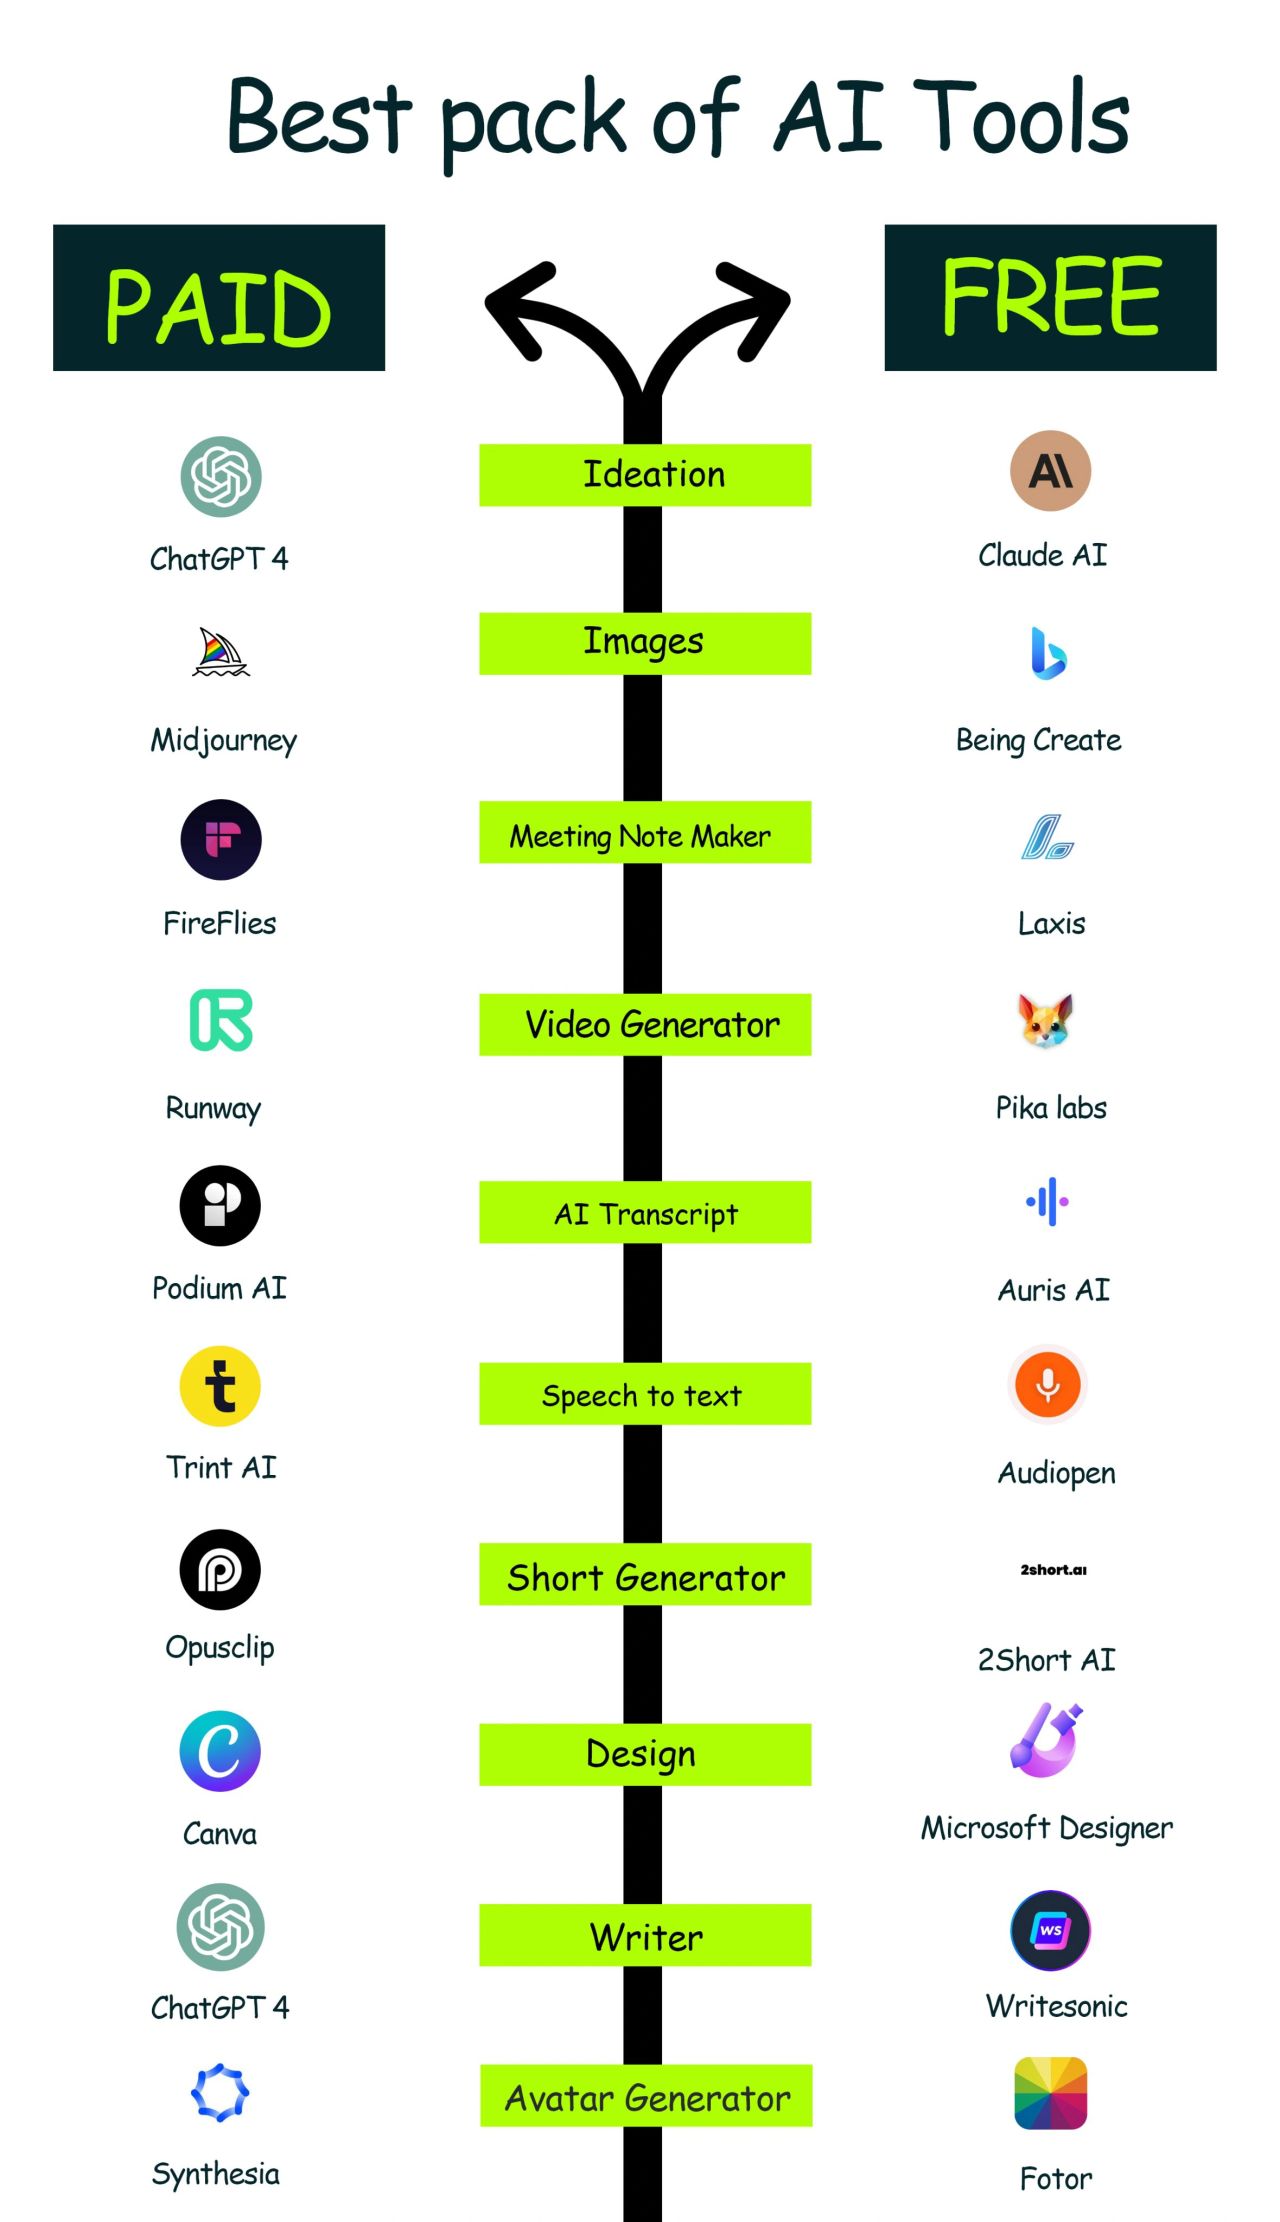 Best pack of AI Tools
PAID
FREE
Ideation
ChatGPT 4
Claude AI
Images
Midjourney
Being Create
Meeting Note Maker
FireFlies
Laxis
Video Generator
Runway
Pika labs
AI Transcript
Podium AI
Auris AI
Speech to text
Trint AI
Audiopen
Short Generator
2short.ai
Opusclip
2Short AI
Design
Canva
Microsoft Designer
Writer
WS
ChatGPT 4
Writesonic
Avatar Generator
Synthesia
Fotor